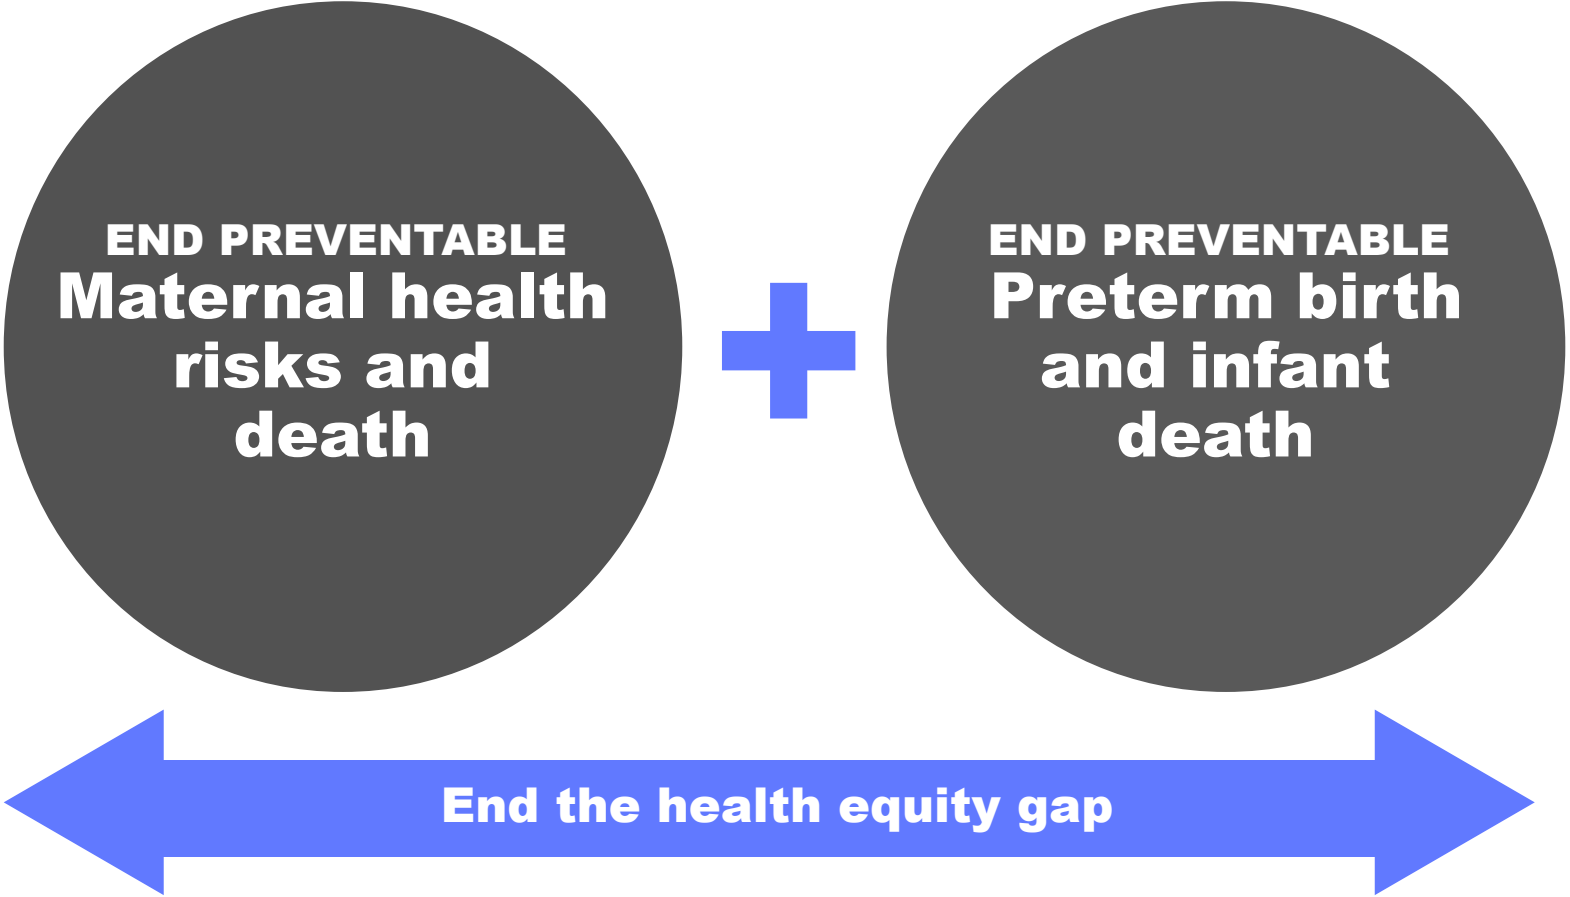 END PREVENTABLE
Maternal health
risks and
death
END PREVENTABLE
Preterm birth
and infant
death
End the health equity gap